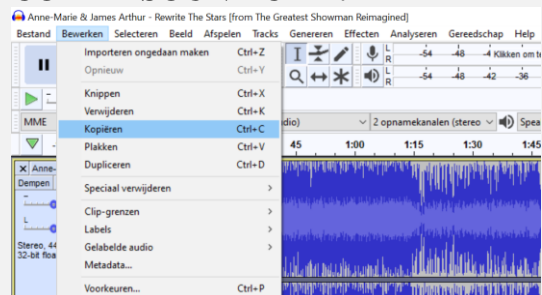 Anne-Marie & James Arthur - Rewrite The Stars [from The Greatest Showman Reimagined]
Bestand Bewerken Selecteren Beeld Afspelen Tracks Genereren Effecten Analyseren Gereedschap Help
Importeren ongedaan maken Ctrl+Z
Opnieuw Ctrl+Y
Knippen Ctrl+X
Verwijderen Ctrl+K
Kopiëren Ctrl+C
Plakken Ctrl+V
Dupliceren Ctrl+D
Speciaal verwijderen >
Clip-grenzen >
Labels >
Gelabelde audio >
Metadata...
Voorkeuren... Ctrl+P
L
R
-54 -48 -4 Klikken om
L
R
-54 -48 -42 -36
MME
dio) 2 opnamekanalen (stereo Spea
45 1:00 1:15 1:30 1:45
X Anne-
Dempen
L
Stereo, 44
32-bit floa